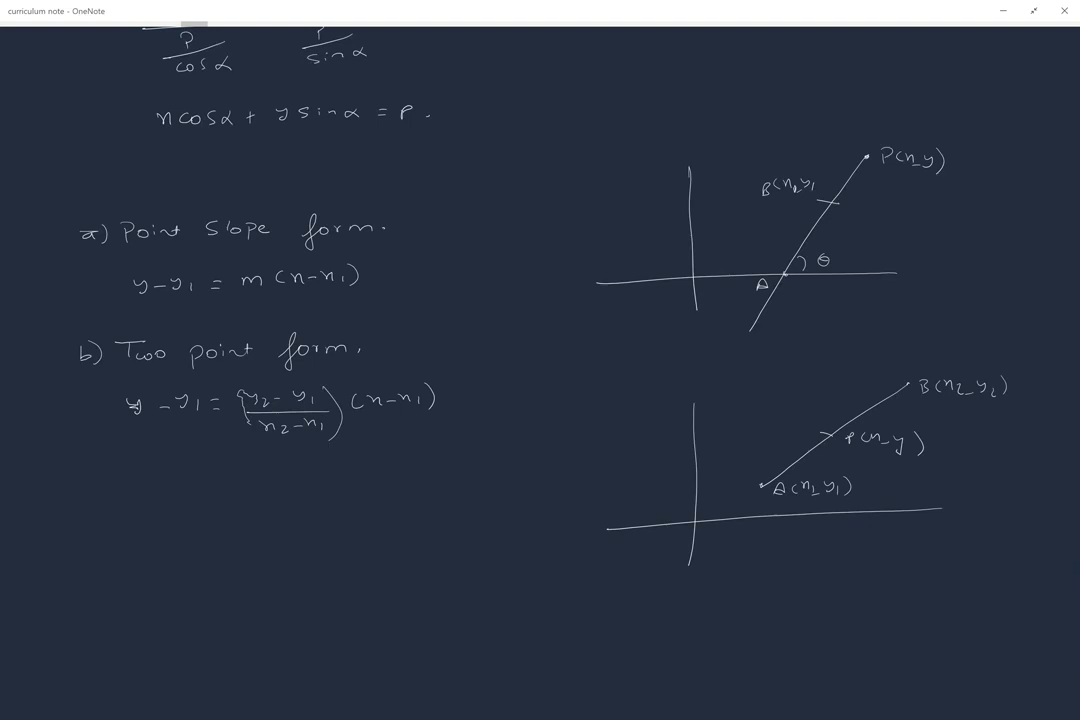 curriculum note - OneNote
P/cosα P/sinα
x cosα + y sinα = P.
a) Point Slope form.
y - y₁ = m (x - x₁)
b) Two point form.
y - y₁ = (y₂ - y₁ / x₂ - x₁) (x - x₁)
P(x, y)
B(x₁, y₁
θ
A
B(x₂, y₂)
P(x, y)
A(x₁, y₁)